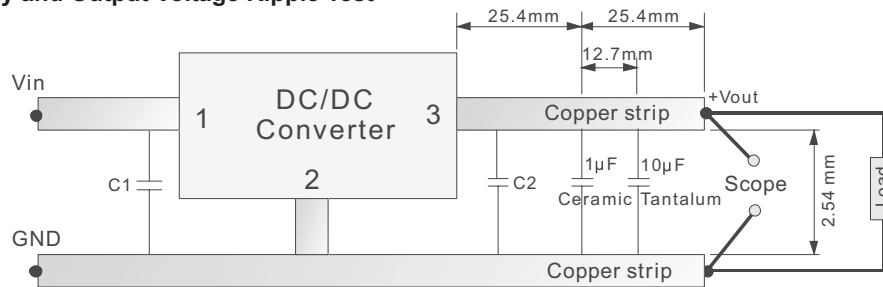 y and Output Voltage Ripple Test
25.4mm 25.4mm
12.7mm
Vin
DC/DC
Converter
1
3
2
Copper strip
+Vout
C1
C2
1µF
Ceramic
10µF
Tantalum
Scope
2.54 mm
Load
GND
Copper strip